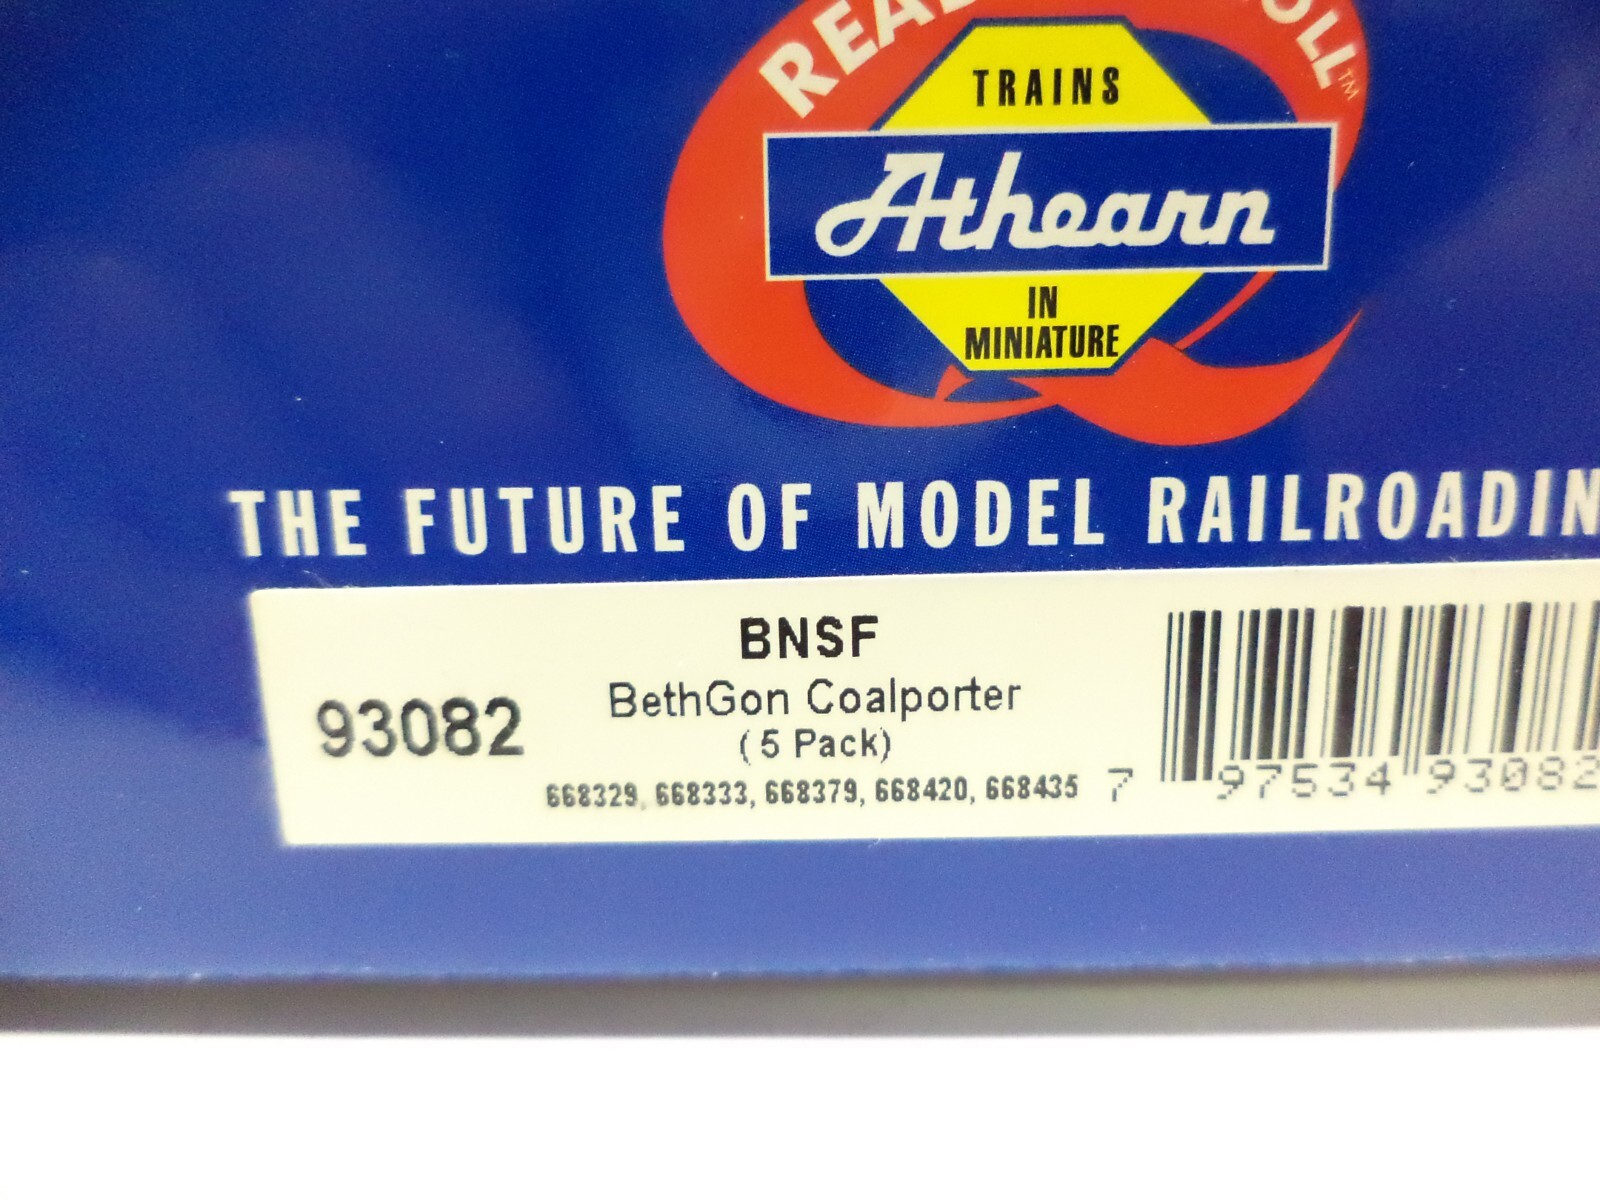 TRAINS
Athearn
IN
MINIATURE
THE FUTURE OF MODEL
BNSF
93082
BethGon Coalporter
( 5 Pack)
668329, 668333, 668379, 668420, 668435
7 97534 93082